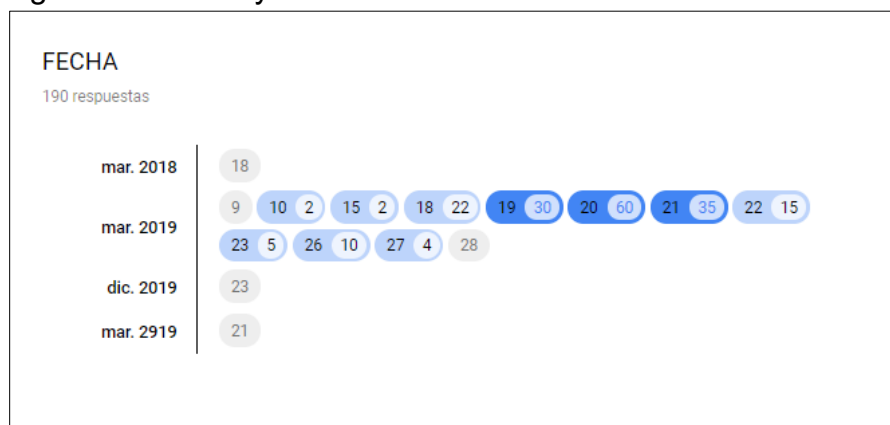 FECHA
190 respuestas
mar. 2018 18
mar. 2019 9 10 2 15 2 18 22 19 30 20 60 21 35 22 15
23 5 26 10 27 4 28
dic. 2019 23
mar. 2919 21